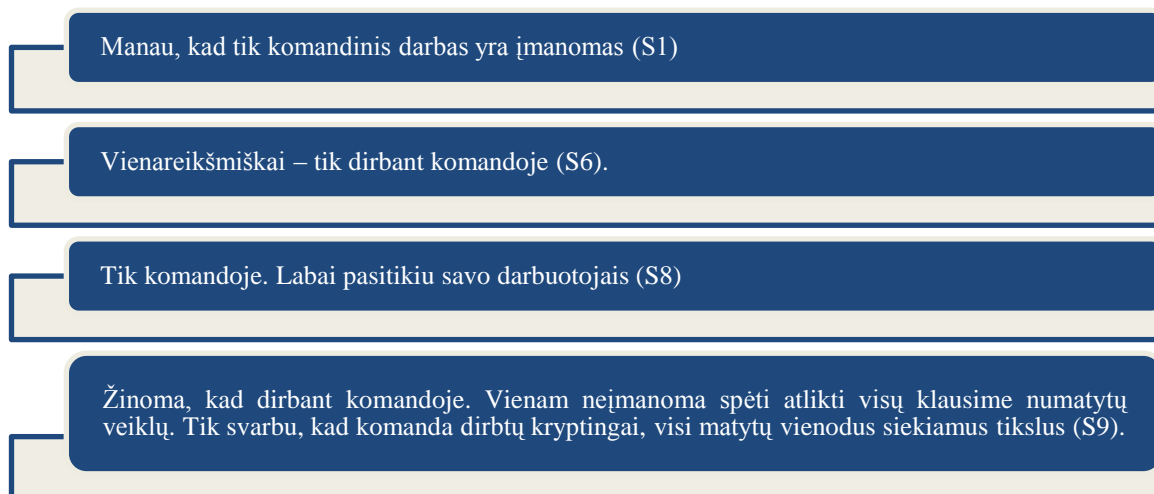 Manau, kad tik komandinis darbas yra įmanomas (S1)
Vienareikšmiškai – tik dirbant komandoje (S6).
Tik komandoje. Labai pasitikiu savo darbuotojais (S8)
Žinoma, kad dirbant komandoje. Vienam neįmanoma spėti atlikti visų klausime numatytų
veiklų. Tik svarbu, kad komanda dirbtų kryptingai, visi matytų vienodus siekiamus tikslus (S9).